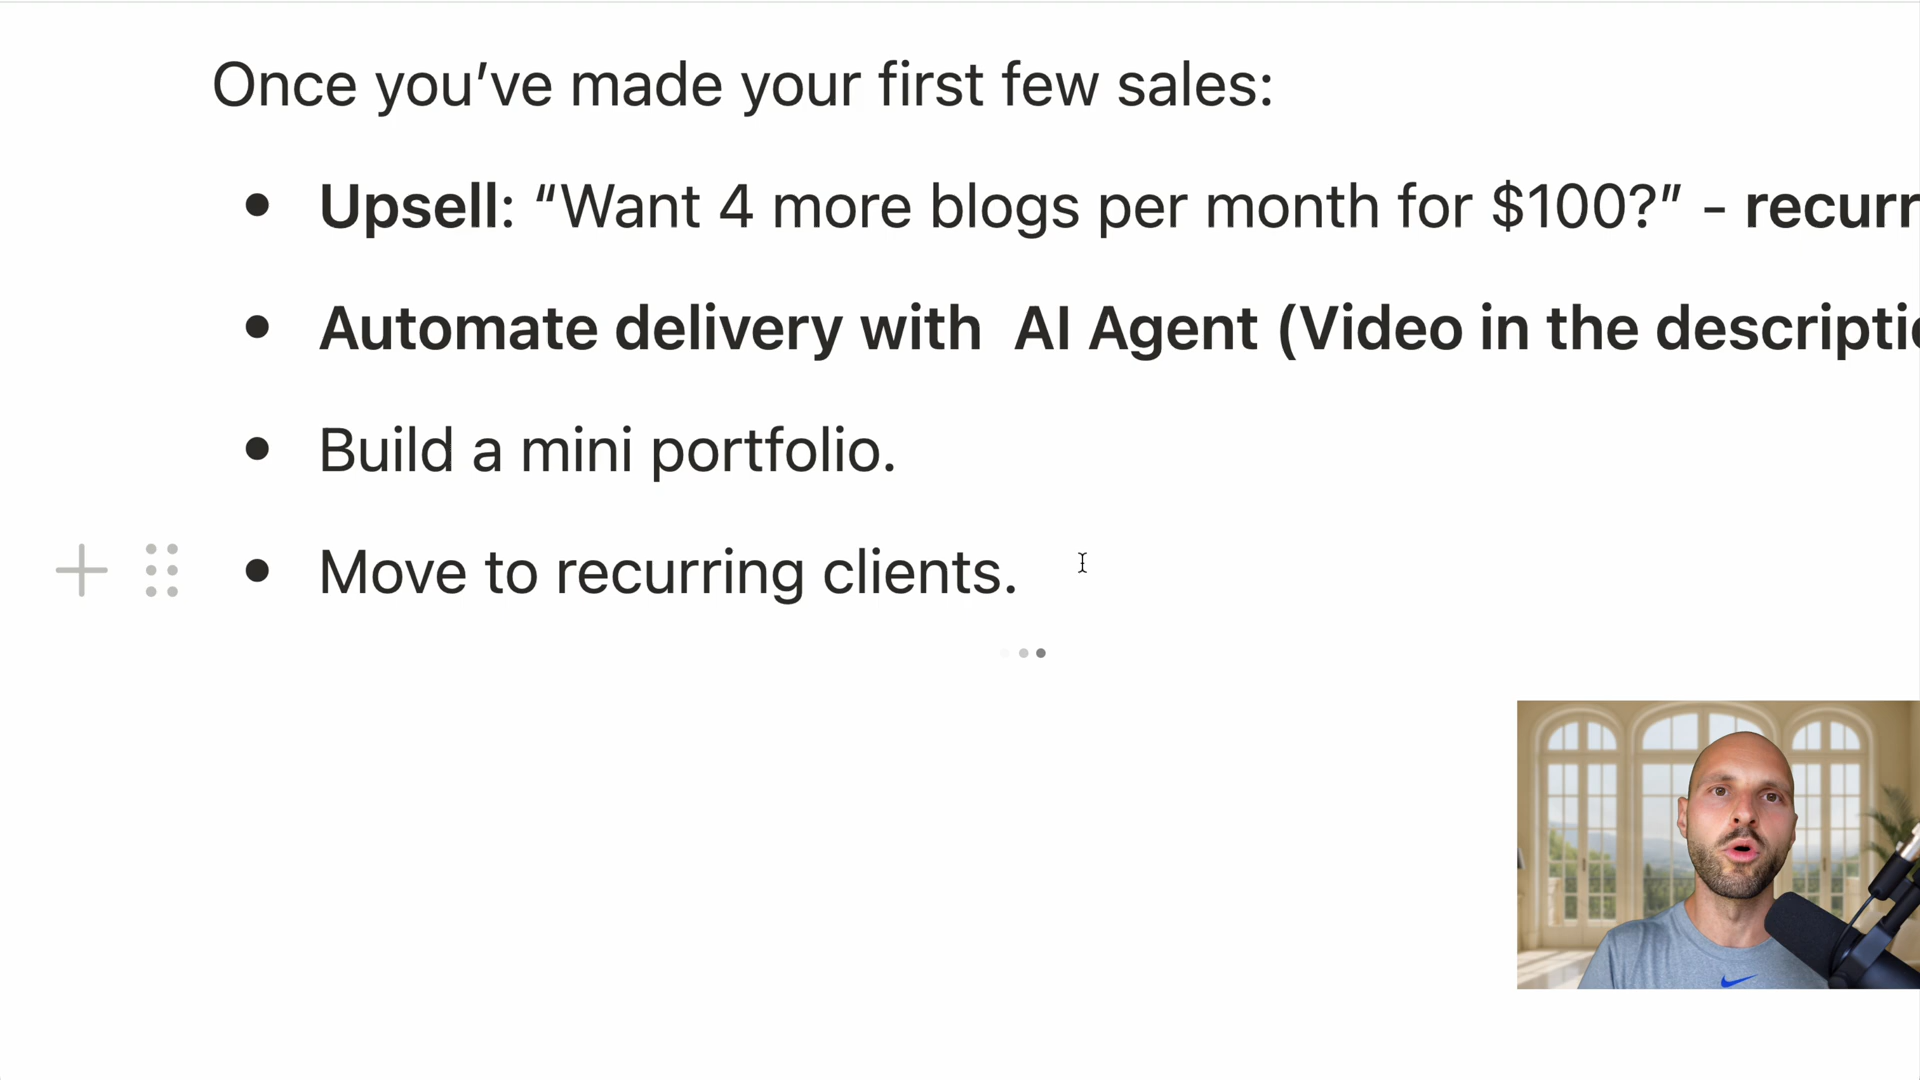 Once you’ve made your first few sales:
• Upsell: “Want 4 more blogs per month for $100?” - recurr
• Automate delivery with AI Agent (Video in the descripti
• Build a mini portfolio.
• Move to recurring clients.